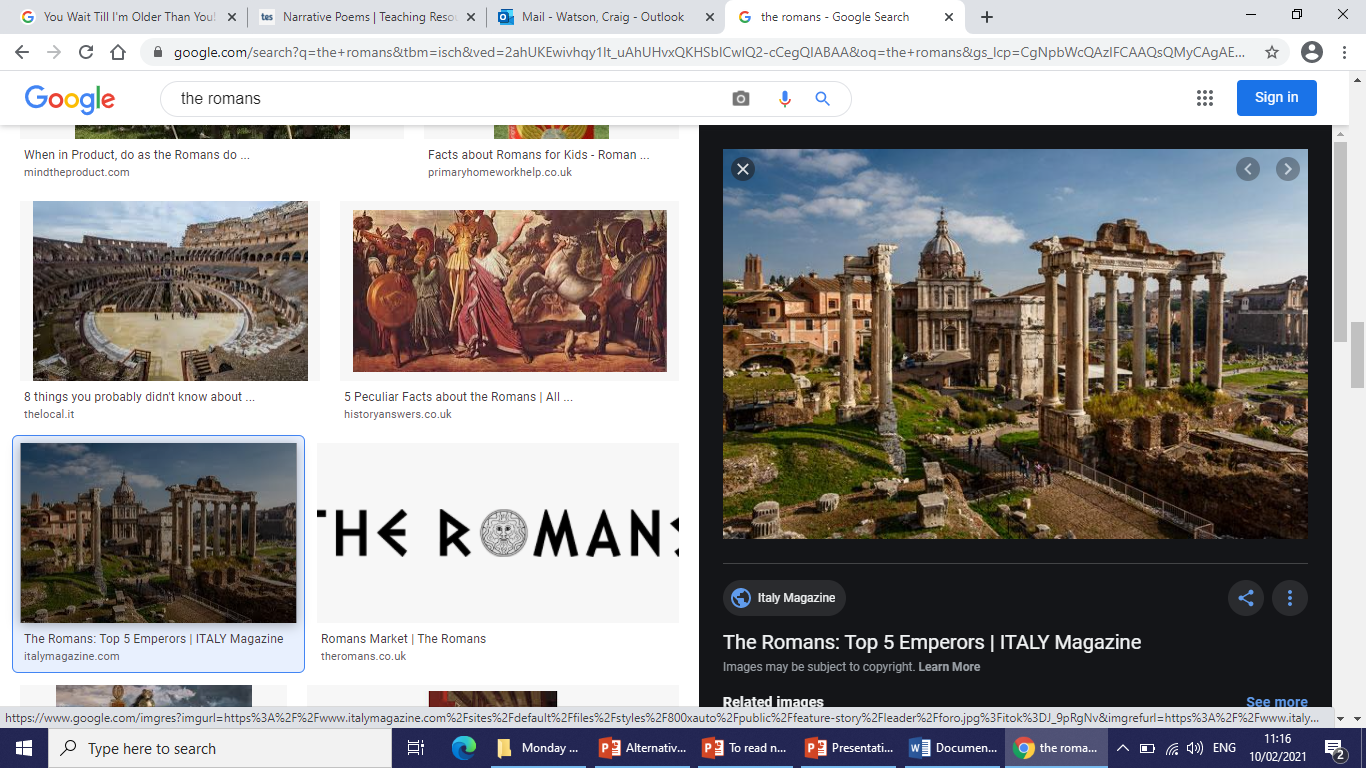 You Wait Till I'm Older Than You!
tes Narrative Poems | Teaching Resou
Mail - Watson, Craig - Outlook
the romans - Google Search
google.com/search?q=the+romans&tbm=isch&ved=2ahUKEwivhqy1lt_uAhUHvxQKHSbICwIQ2-cCegQIABAA&oq=the+romans&gs_lcp=CgNpbWcQAzIFCAAQsQMyCAgAE...
Google
the romans
Sign in
When in Product, do as the Romans do ...
mindtheproduct.com
Facts about Romans for Kids - Roman ...
primaryhomeworkhelp.co.uk
8 things you probably didn't know about ...
thelocal.it
5 Peculiar Facts about the Romans | All ...
historyanswers.co.uk
THE ROMANS
The Romans: Top 5 Emperors | ITALY Magazine
italymagazine.com
Romans Market | The Romans
theromans.co.uk
Italy Magazine
The Romans: Top 5 Emperors | ITALY Magazine
Images may be subject to copyright. Learn More
Related images
See more
https://www.google.com/imgres?imgurl=https%3A%2F%2Fwww.italymagazine.com%2Fsites%2Fdefault%2Ffiles%2Fstyles%2F800xauto%2Fpublic%2Ffeature-story%2Fleader%2Fforo.jpg%3Fitok%3DJ_9pRgNv&imgrefurl=https%3A%2F%2Fwww.italy...
Type here to search
Monday ...
Alternativ...
To read n...
Presentati...
Documen...
the roma...
ENG
11:16
10/02/2021
2